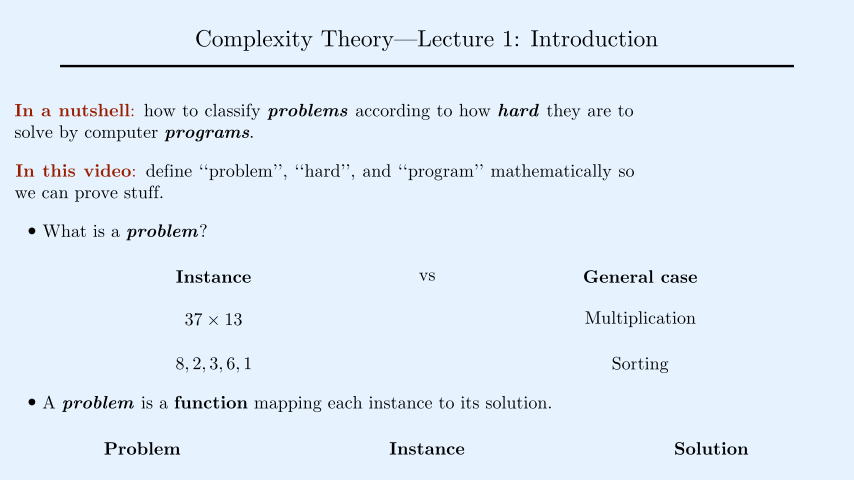 Complexity Theory—Lecture 1: Introduction
In a nutshell: how to classify problems according to how hard they are to
solve by computer programs.
In this video: define ‘‘problem’’, ‘‘hard’’, and ‘‘program’’ mathematically so
we can prove stuff.
• What is a problem?
Instance vs General case
37 × 13 Multiplication
8, 2, 3, 6, 1 Sorting
• A problem is a function mapping each instance to its solution.
Problem Instance Solution